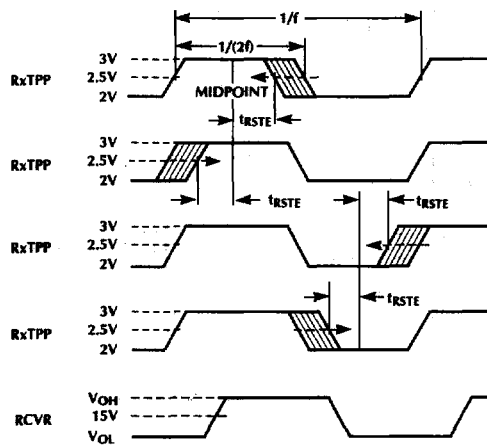 1/f
1/(2f)
3V
RxTPP 2.5V
2V
MIDPOINT
tRSTE
3V
RxTPP 2.5V
2V
tRSTE
tRSTE
3V
RxTPP 2.5V
2V
tRSTE
3V
RxTPP 2.5V
2V
VOH
RCVR 15V
VOL